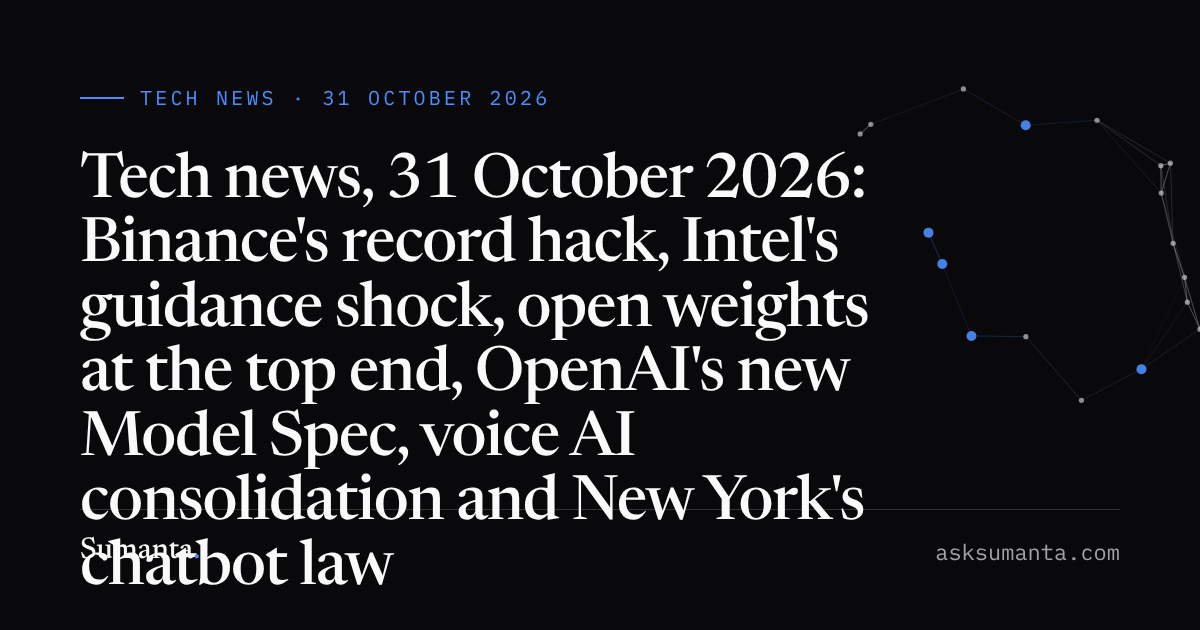 TECH NEWS · 31 OCTOBER 2026
Tech news, 31 October 2026:
Binance's record hack, Intel's
guidance shock, open weights
at the top end, OpenAI's new
Model Spec, voice AI
consolidation and New York's
chatbot law
Sumanta.
asksumanta.com